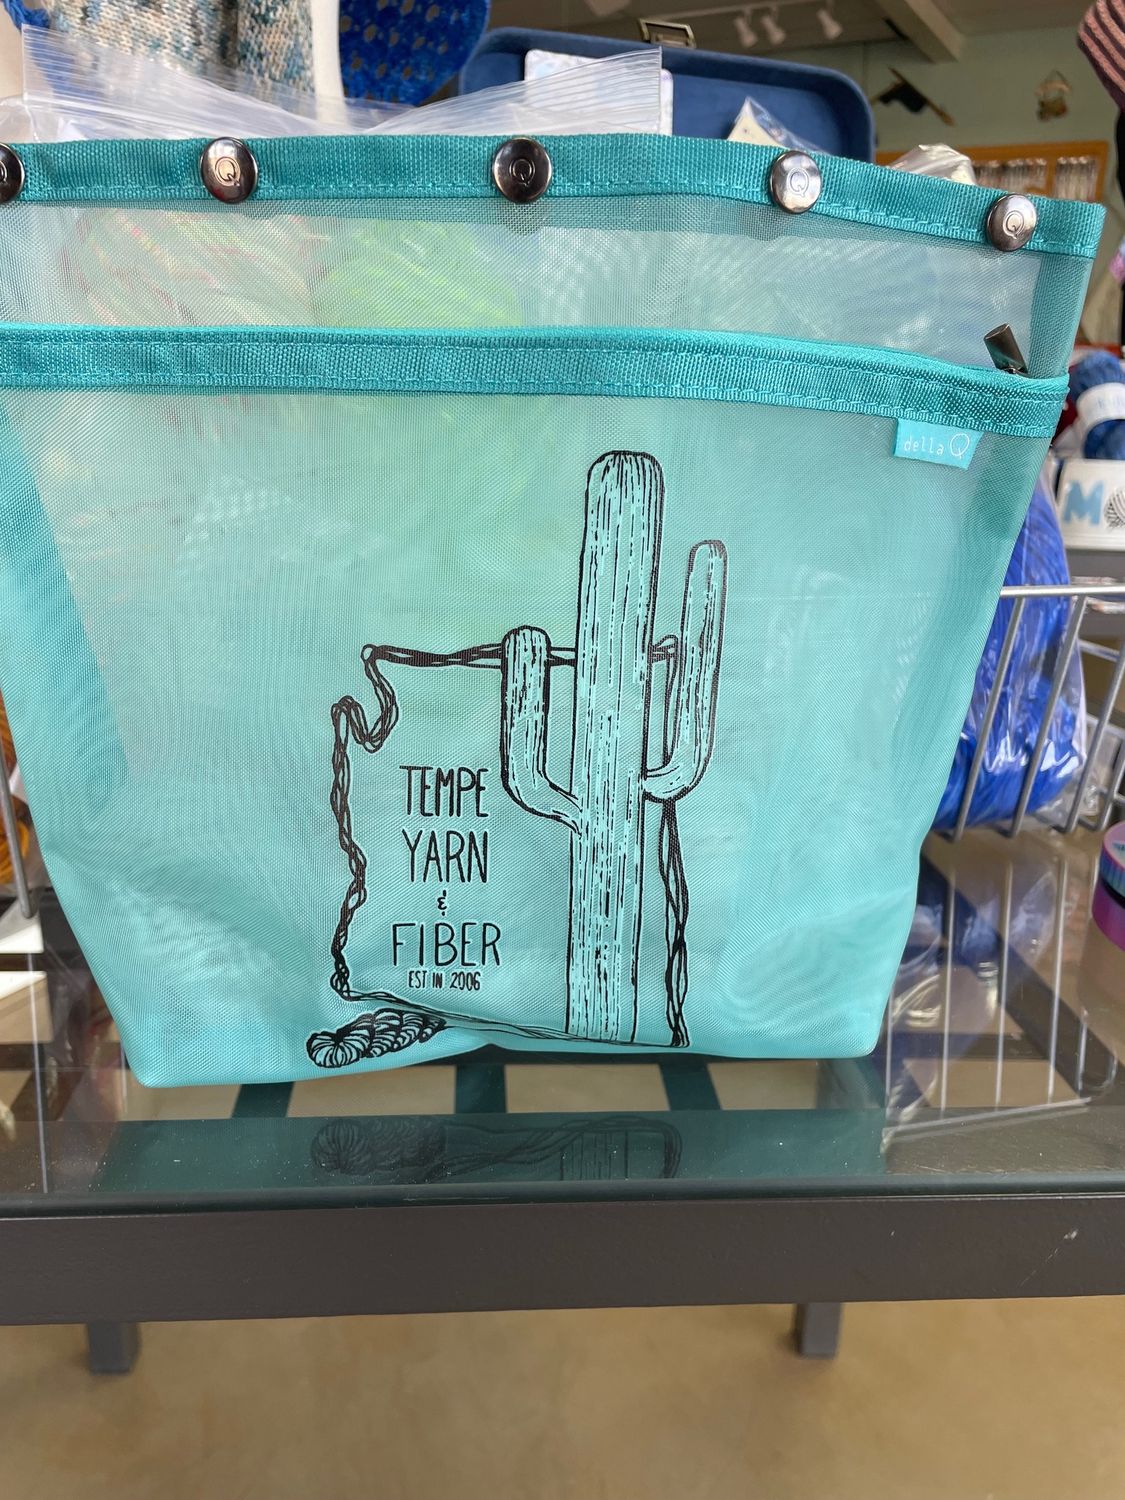 Q
Q
Q
Q
Q
della Q
M
TEMPE
YARN
&
FIBER
EST IN 2006